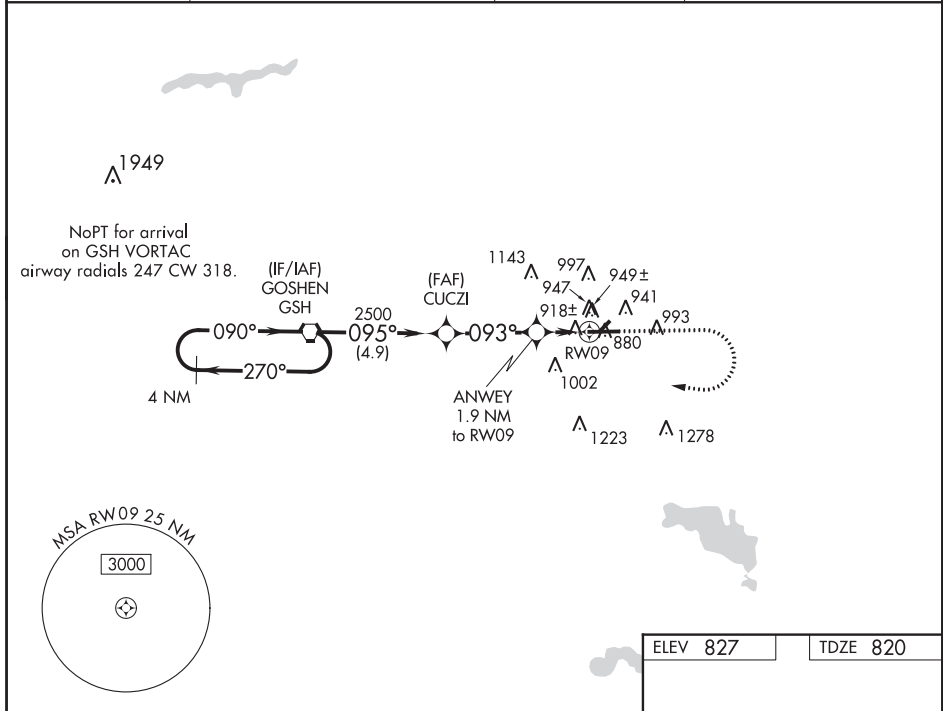 1949
NoPT for arrival
on GSH VORTAC
airway radials 247 CW 318.
(IF/IAF)
GOSHEN
GSH
(FAF)
CUCZI
1143
997
949±
947
941
918±
993
880
RW09
1002
090°
2500
095°
(4.9)
093°
270°
4 NM
ANWEY
1.9 NM
to RW09
1223
1278
MSA RW09 25 NM
3000
ELEV 827
TDZE 820